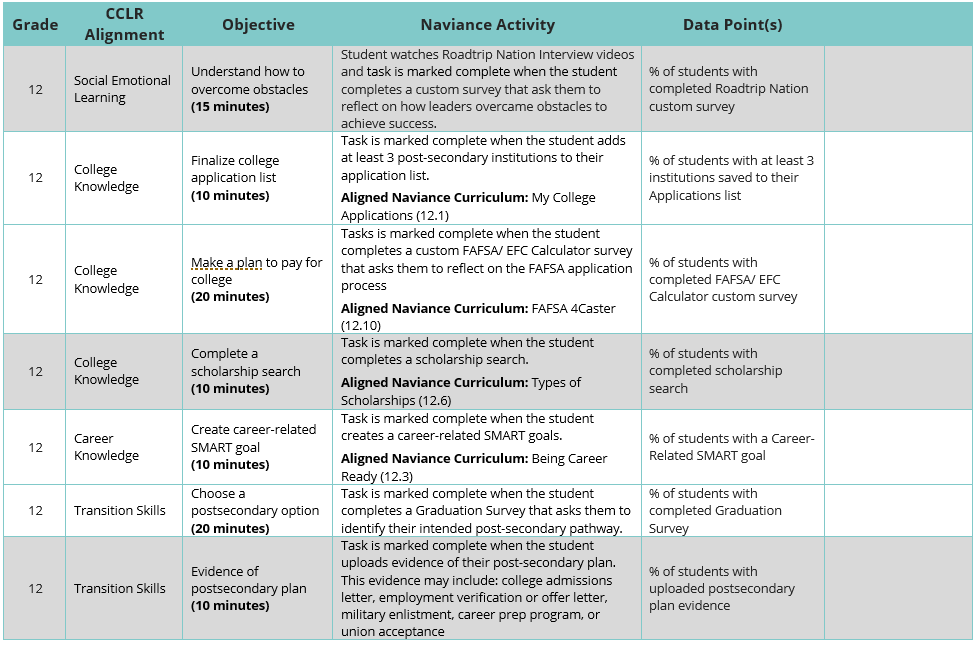 Grade
CCLR
Alignment
Objective
Naviance Activity
Data Point(s)
12
Social Emotional
Learning
Understand how to
overcome obstacles
(15 minutes)
Student watches Roadtrip Nation Interview videos
and task is marked complete when the student
completes a custom survey that ask them to
reflect on how leaders overcame obstacles to
achieve success.
% of students with
completed Roadtrip Nation
custom survey
12
College
Knowledge
Finalize college
application list
(10 minutes)
Task is marked complete when the student adds
at least 3 post-secondary institutions to their
application list.
Aligned Naviance Curriculum: My College
Applications (12.1)
% of students with at least 3
institutions saved to their
Applications list
12
College
Knowledge
Make a plan to pay for
college
(20 minutes)
Tasks is marked complete when the student
completes a custom FAFSA/ EFC Calculator survey
that asks them to reflect on the FAFSA application
process
Aligned Naviance Curriculum: FAFSA 4Caster
(12.10)
% of students with
completed FAFSA/ EFC
Calculator custom survey
12
College
Knowledge
Complete a
scholarship search
(10 minutes)
Task is marked complete when the student
completes a scholarship search.
Aligned Naviance Curriculum: Types of
Scholarships (12.6)
% of students with
completed scholarship
search
12
Career
Knowledge
Create career-related
SMART goal
(10 minutes)
Task is marked complete when the student
creates a career-related SMART goals.
Aligned Naviance Curriculum: Being Career
Ready (12.3)
% of students with a Career-
Related SMART goal
12
Transition Skills
Choose a
postsecondary option
(20 minutes)
Task is marked complete when the student
completes a Graduation Survey that asks them to
identify their intended post-secondary pathway.
% of students with
completed Graduation
Survey
12
Transition Skills
Evidence of
postsecondary plan
(10 minutes)
Task is marked complete when the student
uploads evidence of their post-secondary plan.
This evidence may include: college admissions
letter, employment verification or offer letter,
military enlistment, career prep program, or
union acceptance
% of students with
uploaded postsecondary
plan evidence